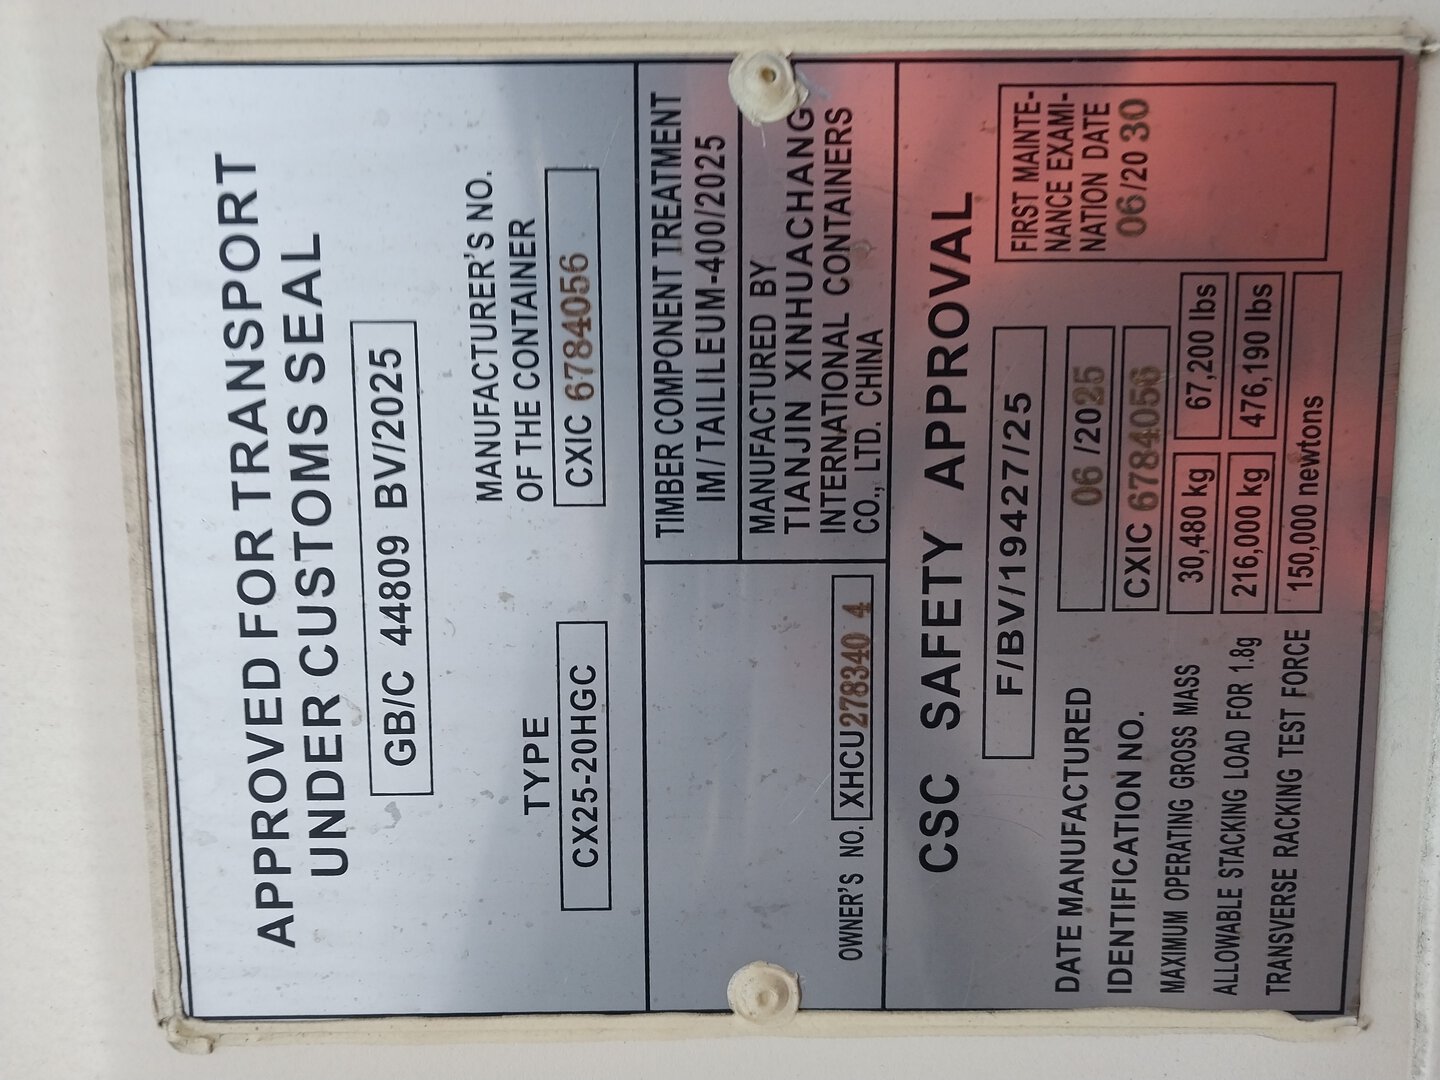 APPROVED FOR TRANSPORT
UNDER CUSTOMS SEAL
GB/C 44809 BV/2025
TYPE
CX25-20HGC
MANUFACTURER'S NO.
OF THE CONTAINER
CXIC 6784056
TIMBER COMPONENT TREATMENT
IM/TAILILEUM-400/2025
MANUFACTURED BY
TIANJIN XINHUACHANG
INTERNATIONAL CONTAINERS
CO., LTD. CHINA
OWNER'S NO. XHCU278340 4
CSC SAFETY APPROVAL
F/BV/19427/25
DATE MANUFACTURED 06 /2025
IDENTIFICATION NO. CXIC 6784056
MAXIMUM OPERATING GROSS MASS 30,480 kg 67,200 lbs
ALLOWABLE STACKING LOAD FOR 1.8g 216,000 kg 476,190 lbs
TRANSVERSE RACKING TEST FORCE 150,000 newtons
FIRST MAINTE-
NANCE EXAMI-
NATION DATE
06/20 30